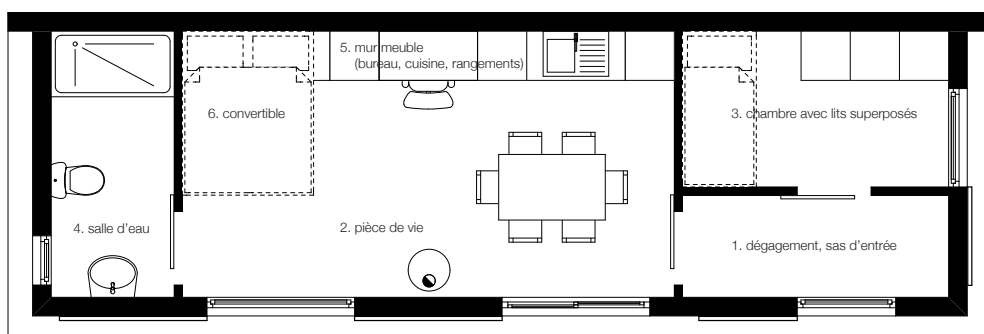 5. mur meuble
(bureau, cuisine, rangements)
6. convertible
3. chambre avec lits superposés
4. salle d'eau
2. pièce de vie
1. dégagement, sas d'entrée